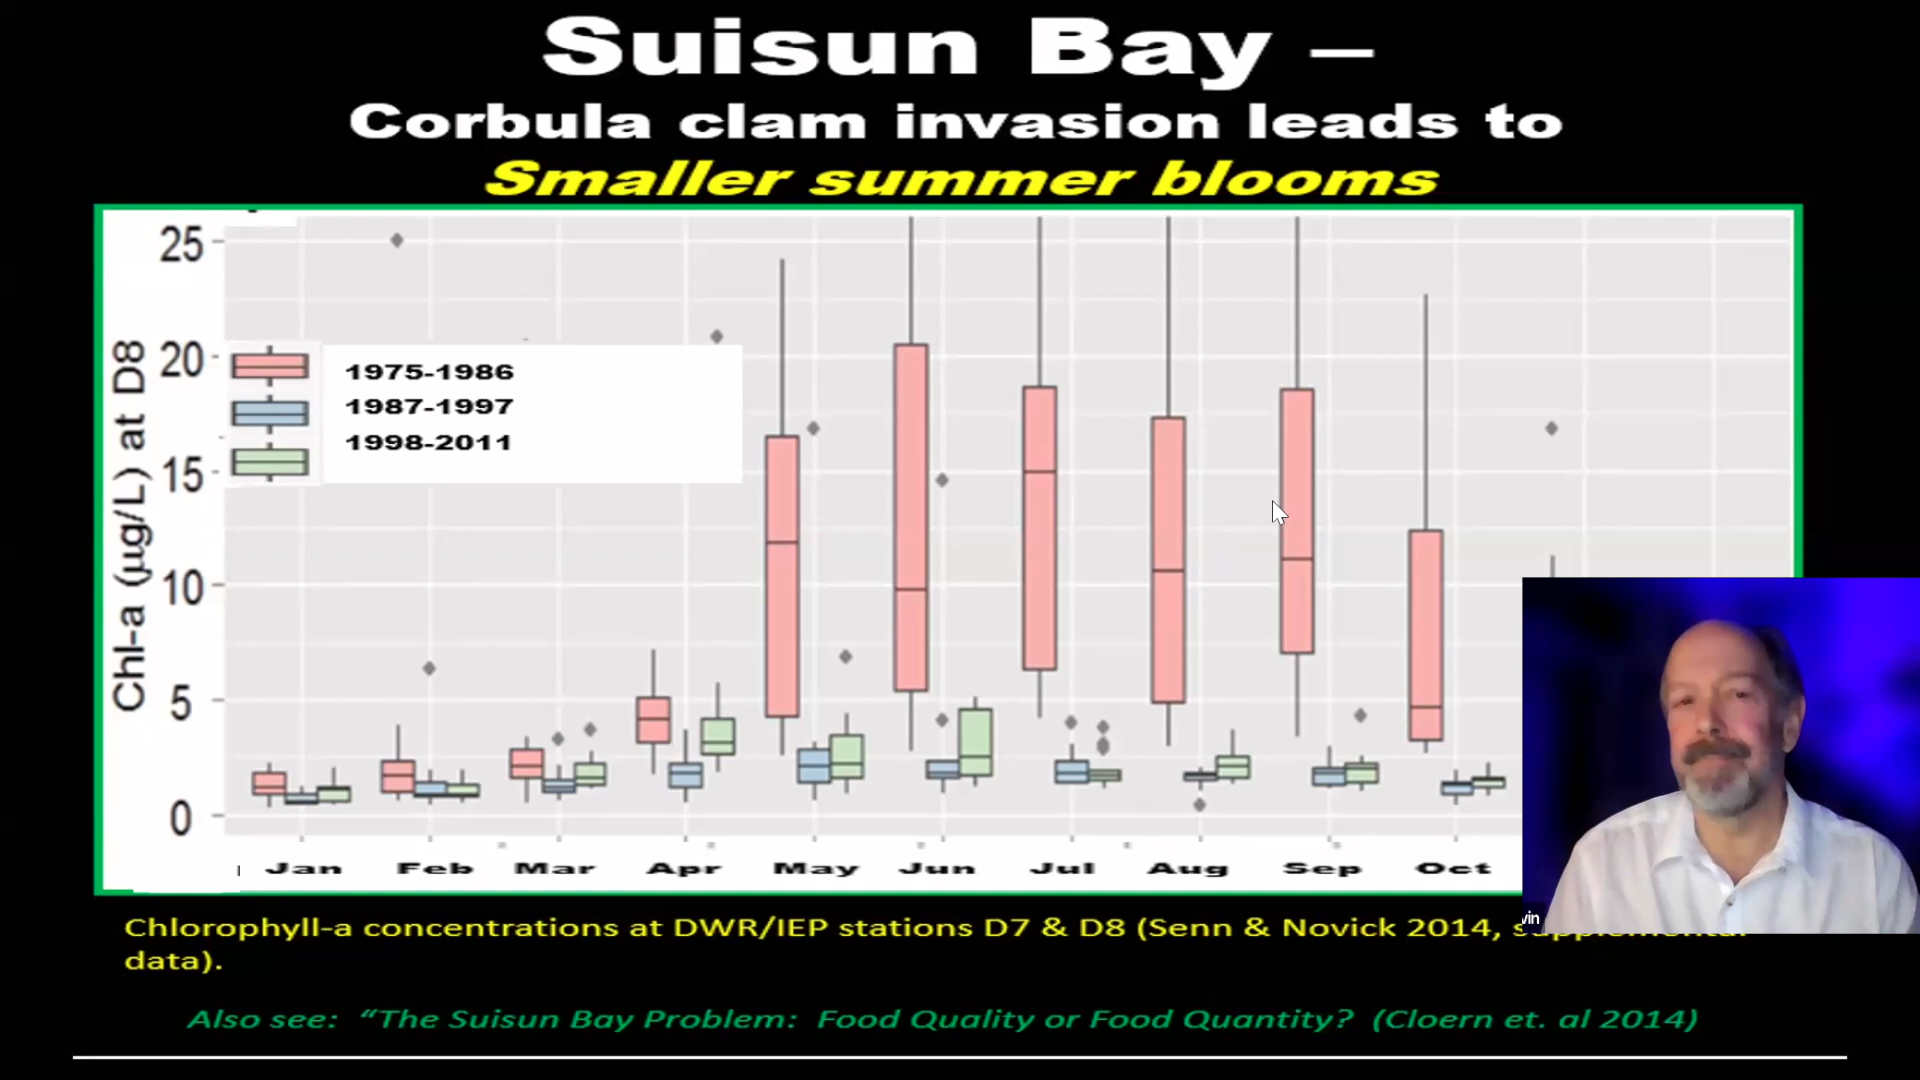 Suisun Bay –
Corbula clam invasion leads to
Smaller summer blooms
Chl-a (µg/L) at D8
25
20
15
10
5
0
1975-1986
1987-1997
1998-2011
Jan Feb Mar Apr May Jun Jul Aug Sep Oct
Chlorophyll-a concentrations at DWR/IEP stations D7 & D8 (Senn & Novick 2014, supplemental
data).
Also see: “The Suisun Bay Problem: Food Quality or Food Quantity? (Cloern et. al 2014)
vin